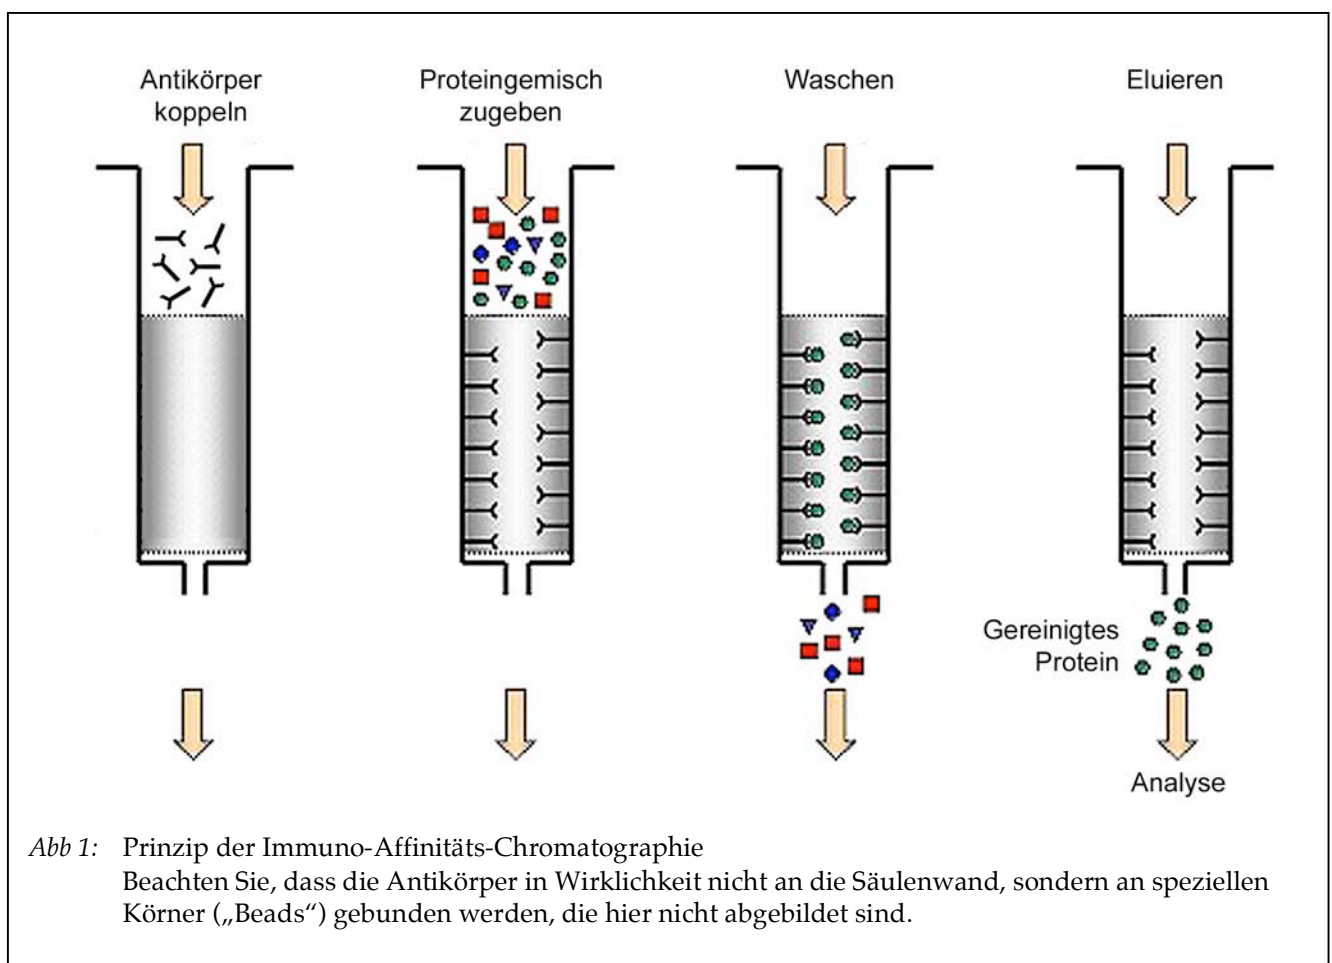 Antikörper
koppeln
Proteingemisch
zugeben
Waschen
Eluieren
Gereinigtes
Protein
Analyse
Abb 1: Prinzip der Immuno-Affinitäts-Chromatographie
Beachten Sie, dass die Antikörper in Wirklichkeit nicht an die Säulenwand, sondern an speziellen
Körner („Beads“) gebunden werden, die hier nicht abgebildet sind.